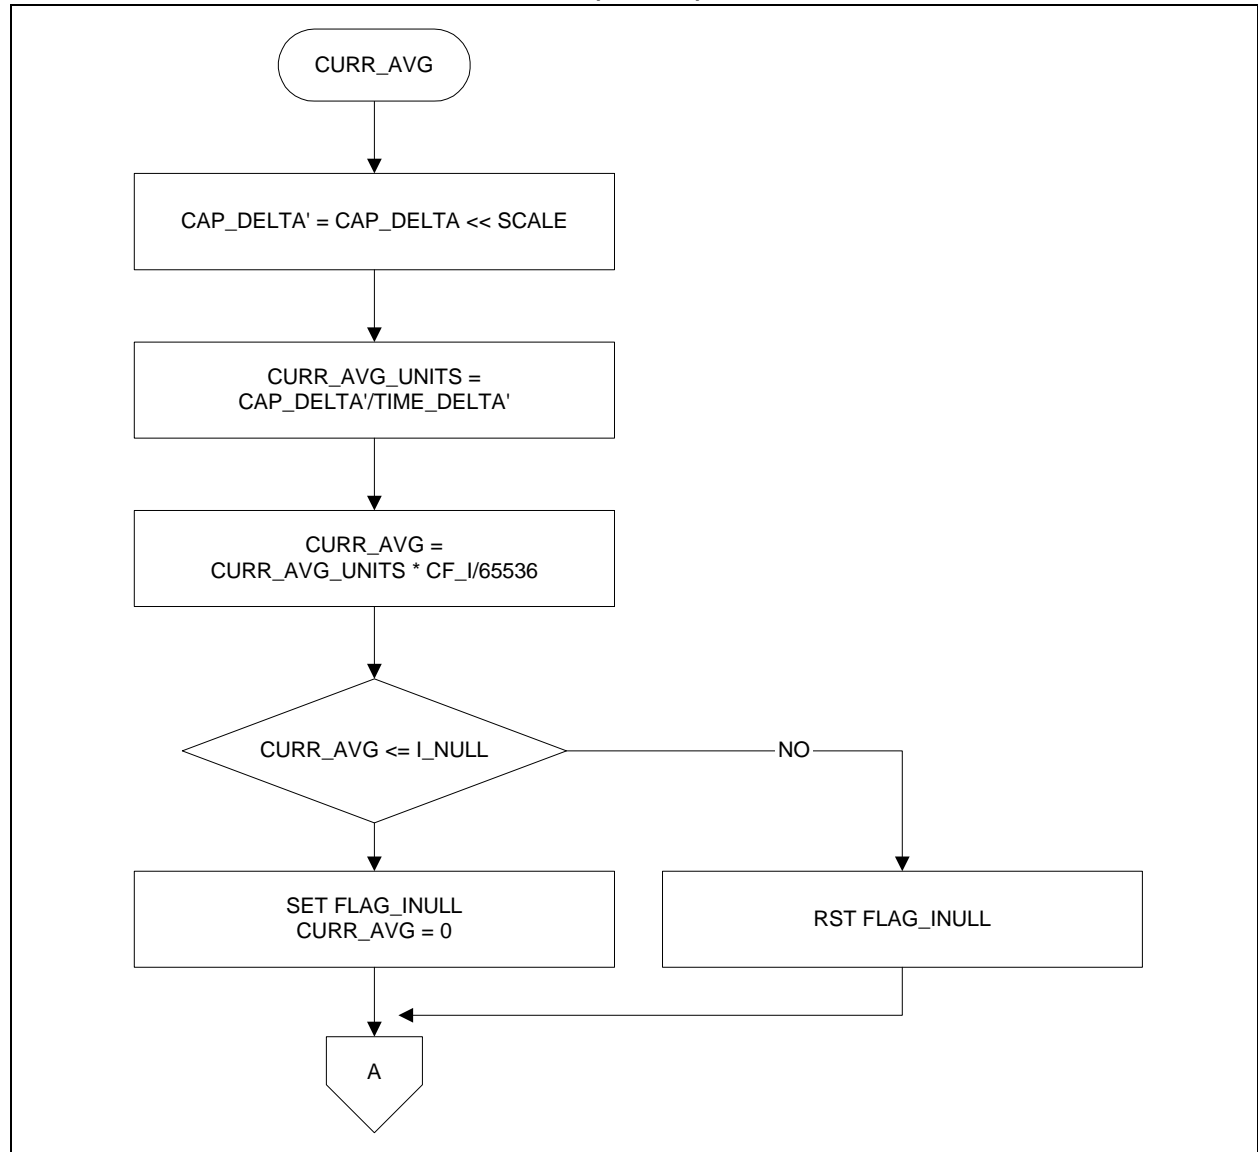 CURR_AVG
CAP_DELTA' = CAP_DELTA << SCALE
CURR_AVG_UNITS =
CAP_DELTA'/TIME_DELTA'
CURR_AVG =
CURR_AVG_UNITS * CF_I/65536
CURR_AVG <= I_NULL
NO
SET FLAG_INULL
CURR_AVG = 0
RST FLAG_INULL
A